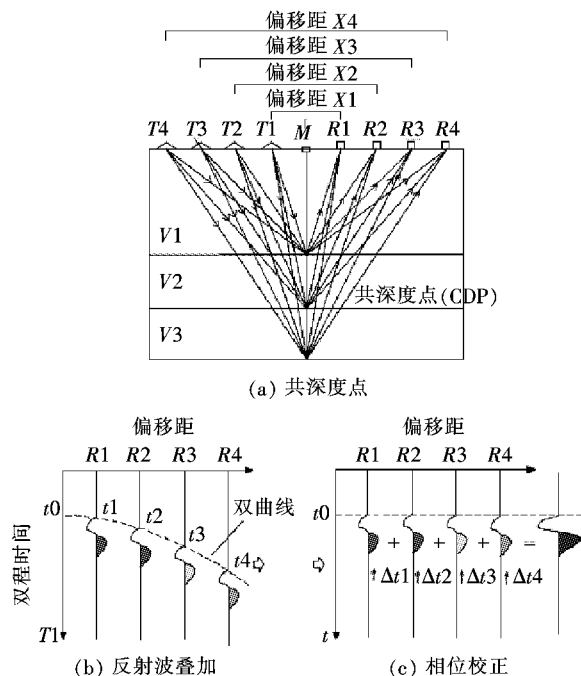 偏移距 X4
偏移距 X3
偏移距 X2
偏移距 X1
T4 T3 T2 T1 M R1 R2 R3 R4
V1
V2
共深度点(CDP)
V3
(a) 共深度点
偏移距
R1 R2 R3 R4
t0
t1
t2
双曲线
t3
t4
双程时间
T1
(b) 反射波叠加
偏移距
R1 R2 R3 R4
t0
+ + + =
Δt1 Δt2 Δt3 Δt4
t
(c) 相位校正